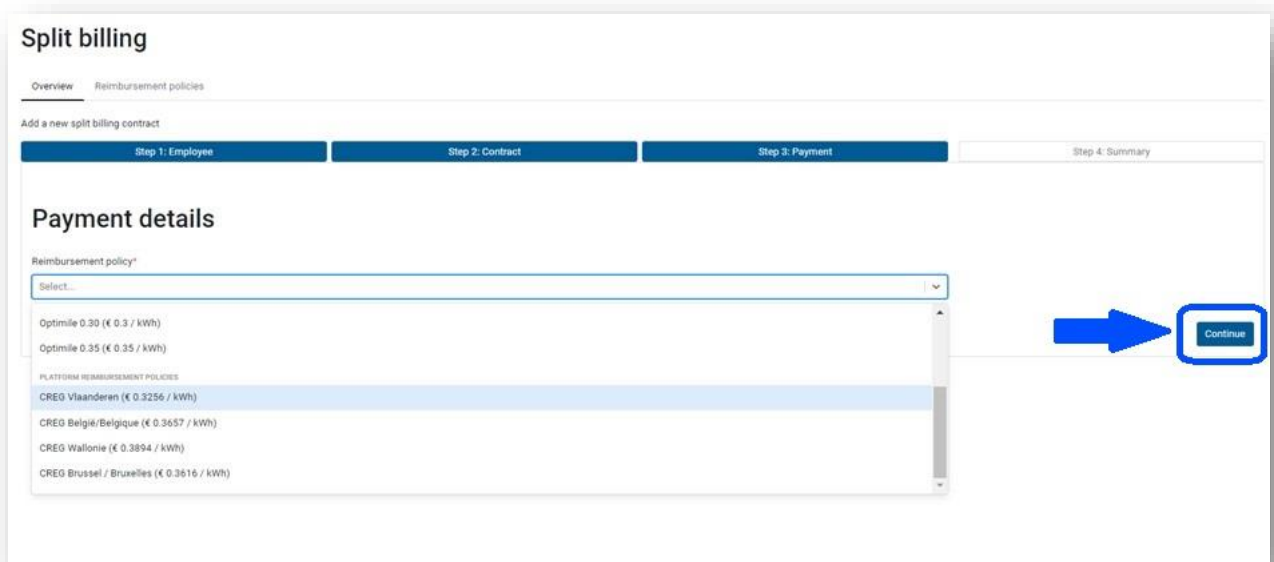 Split billing
Overview Reimbursement policies
Add a new split billing contract
Step 1: Employee Step 2: Contract Step 3: Payment Step 4: Summary
Payment details
Reimbursement policy*
Select...
Optimile 0.30 (€ 0.3 / kWh)
Optimile 0.35 (€ 0.35 / kWh)
Continue
PLATFORM REIMBURSEMENT POLICIES
CREG Vlaanderen (€ 0.3256 / kWh)
CREG België/Belgique (€ 0.3657 / kWh)
CREG Wallonie (€ 0.3894 / kWh)
CREG Brussel / Bruxelles (€ 0.3616 / kWh)